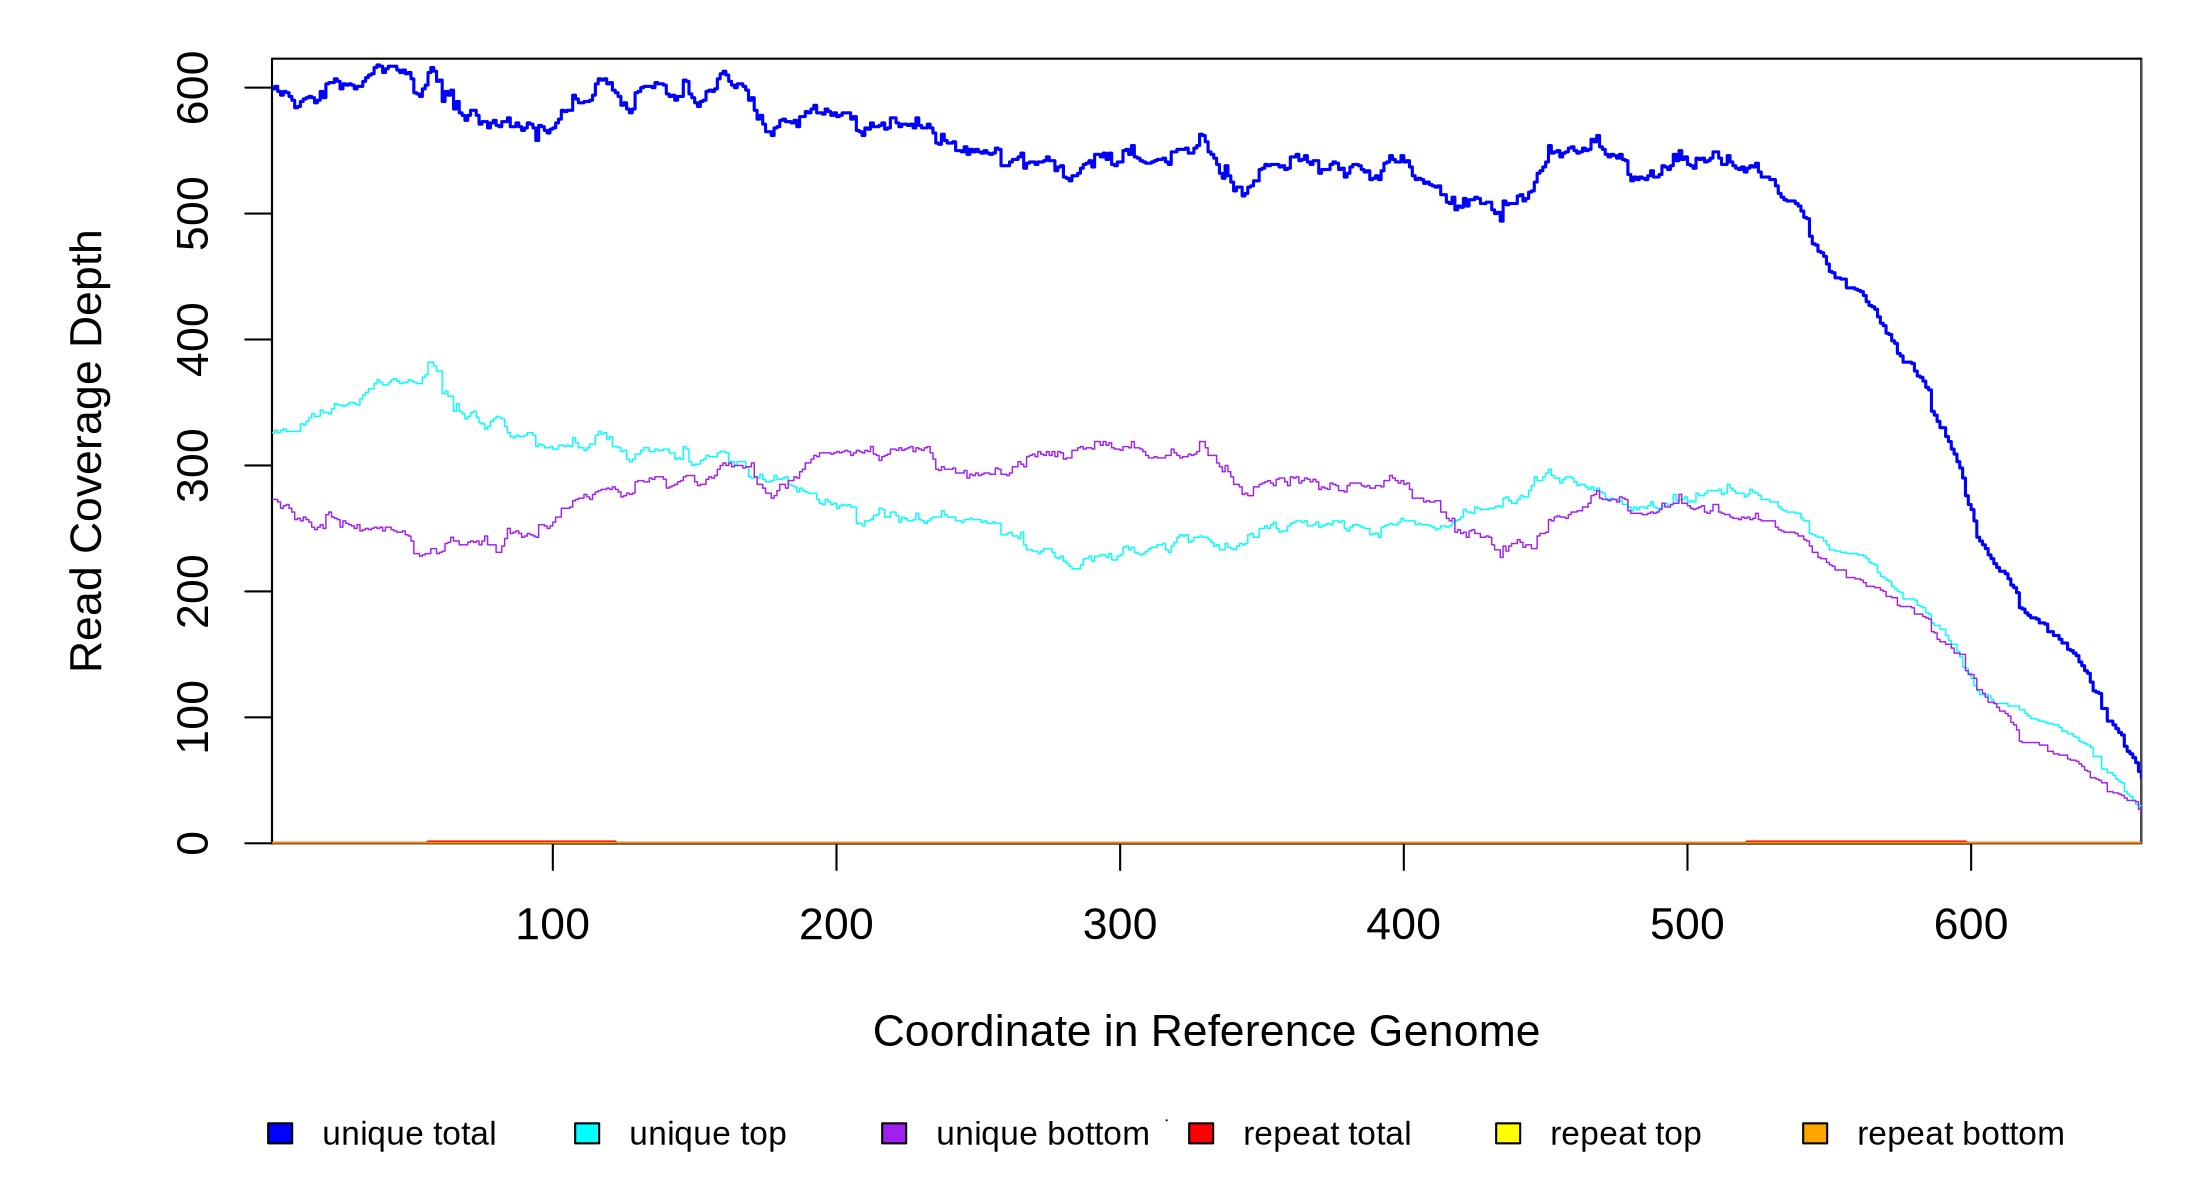 600
500
400
300
200
100
0
Read Coverage Depth
100 200 300 400 500 600
Coordinate in Reference Genome
unique total unique top unique bottom repeat total repeat top repeat bottom